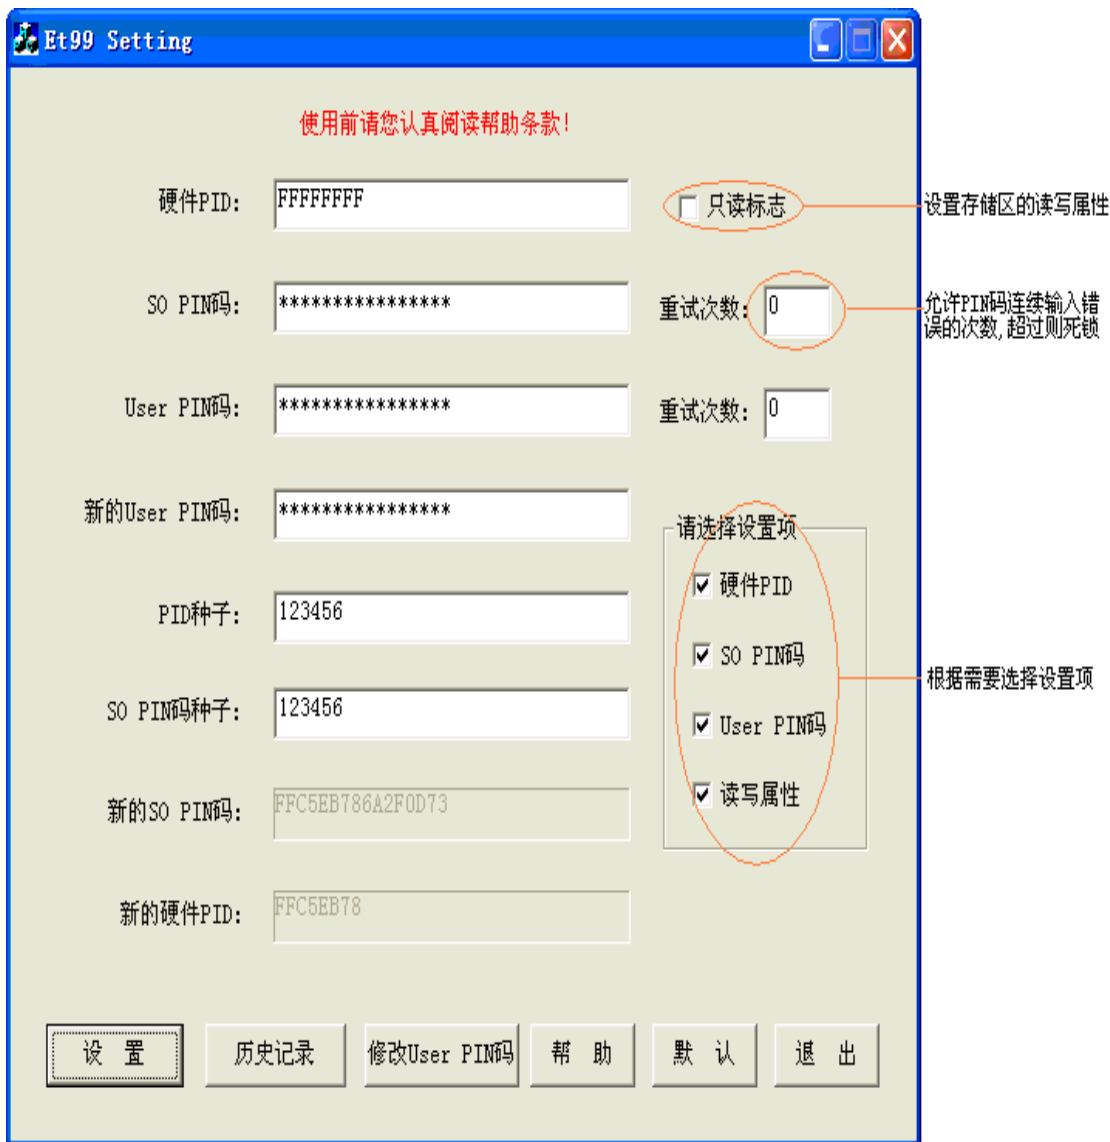 Et99 Setting
使用前请您认真阅读帮助条款!
硬件PID:
FFFFFFFF
只读标志
设置存储区的读写属性
SO PIN码:
****************
重试次数:
0
允许PIN码连续输入错
误的次数,超过则死锁
User PIN码:
****************
重试次数:
0
新的User PIN码:
****************
请选择设置项
硬件PID
PID种子:
123456
SO PIN码
根据需要选择设置项
SO PIN码种子:
123456
User PIN码
读写属性
新的SO PIN码:
FFC5EB786A2F0D73
新的硬件PID:
FFC5EB78
设 置
历史记录
修改User PIN码
帮 助
默 认
退 出